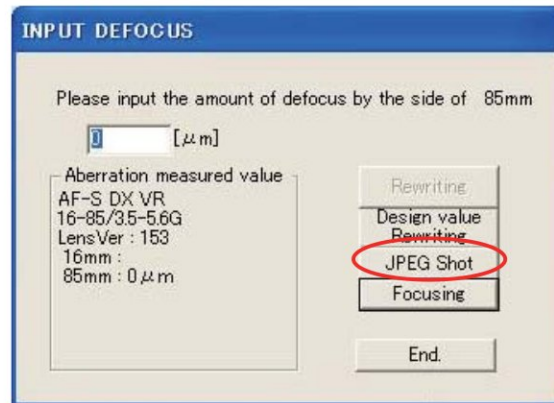 INPUT DEFOCUS
Please input the amount of defocus by the side of 85mm
0 [μm]
Aberration measured value
AF-S DX VR
16-85/3.5-5.6G
LensVer : 153
16mm :
85mm : 0μm
Rewriting
Design value
Rewriting
JPEG Shot
Focusing
End.